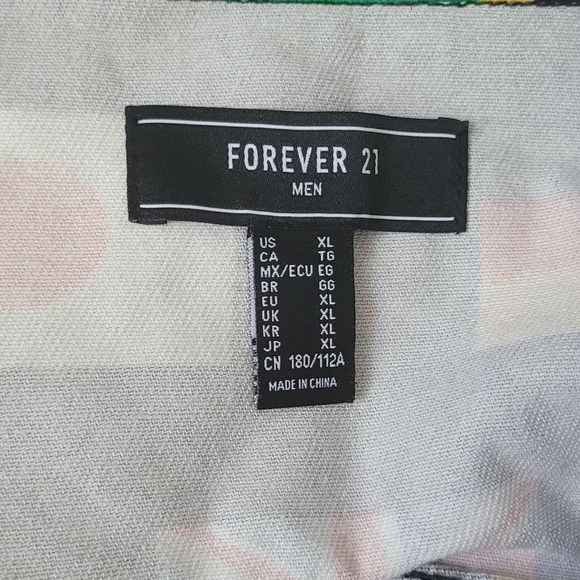 FOREVER 21
MEN
US XL
CA TG
MX/ECU EG
BR GG
EU XL
UK XL
KR XL
JP XL
CN 180/112A
MADE IN CHINA